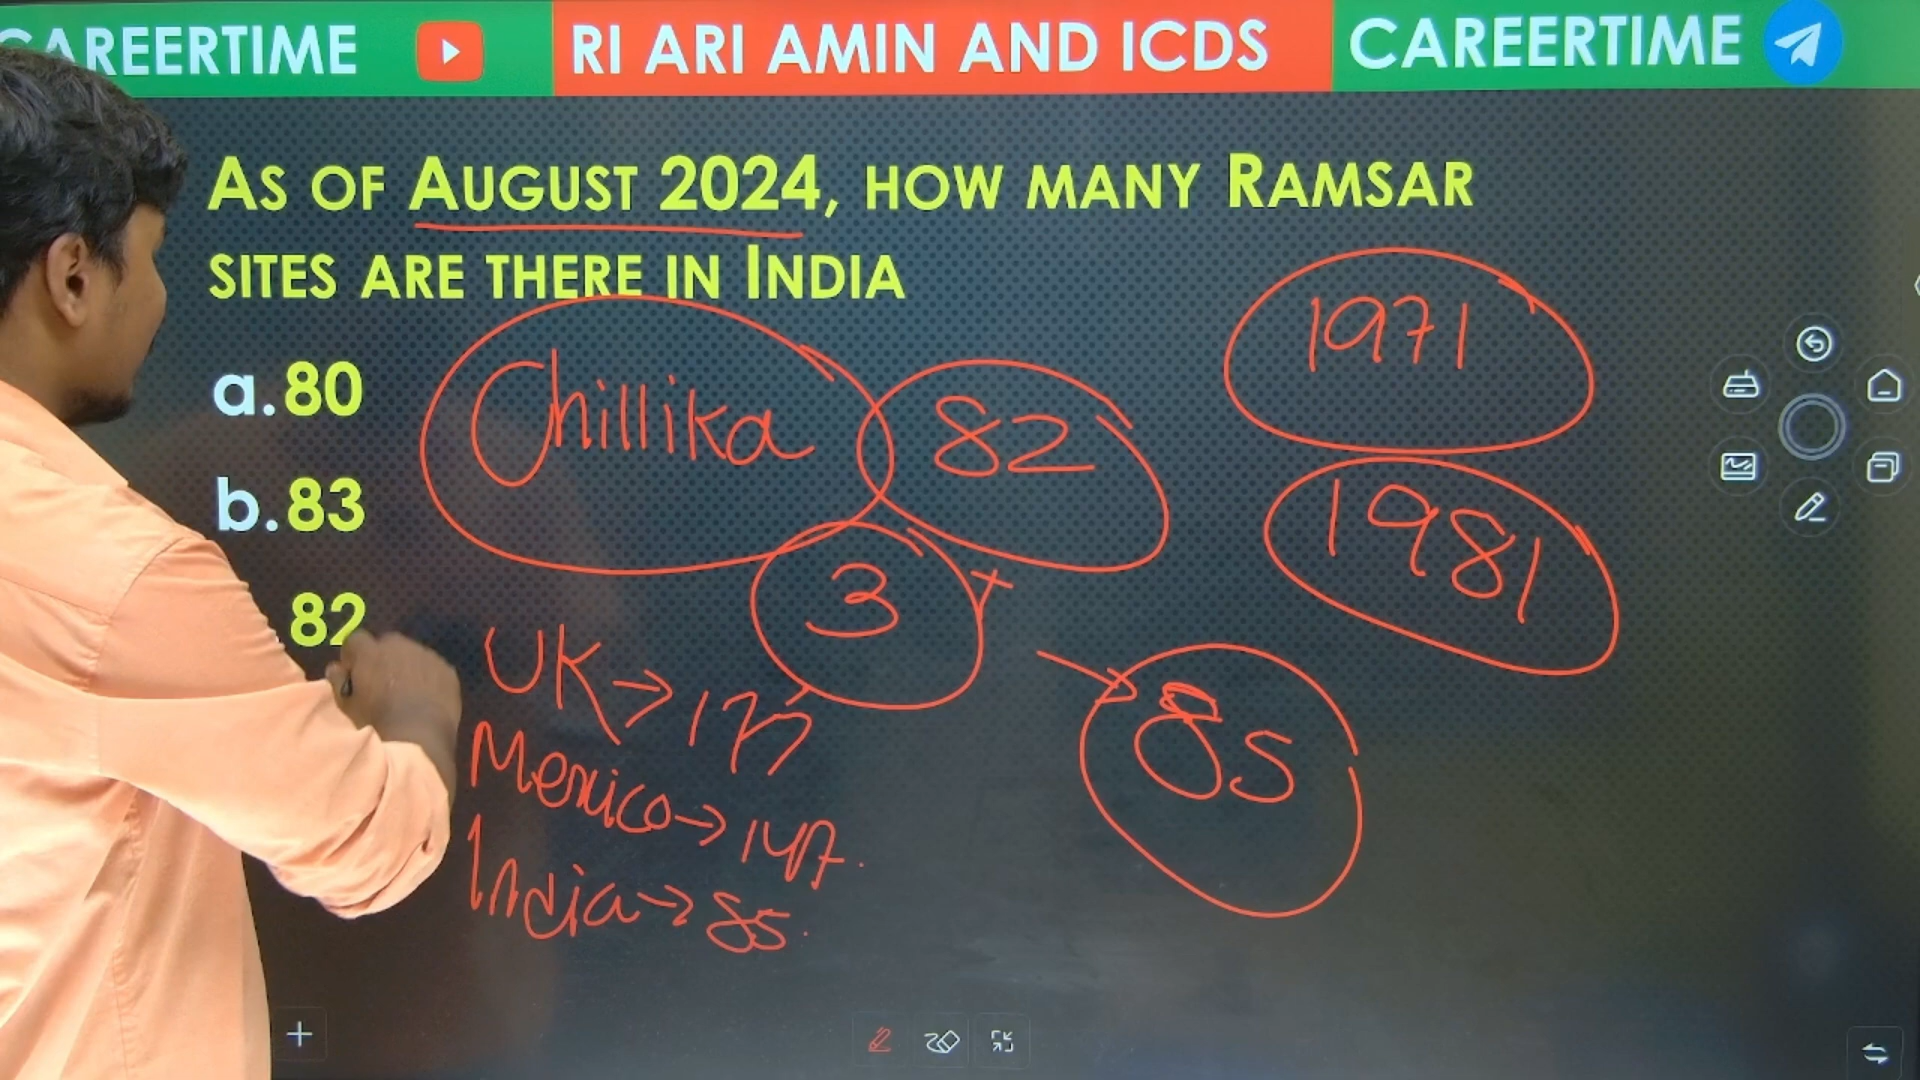 CAREERTIME
RI ARI AMIN AND ICDS
CAREERTIME
AS OF AUGUST 2024, HOW MANY RAMSAR
SITES ARE THERE IN INDIA
a.80
b.83
.82
Chillika
82
3
+
85
1971
1981
UK→177
Mexico→147.
India→85.